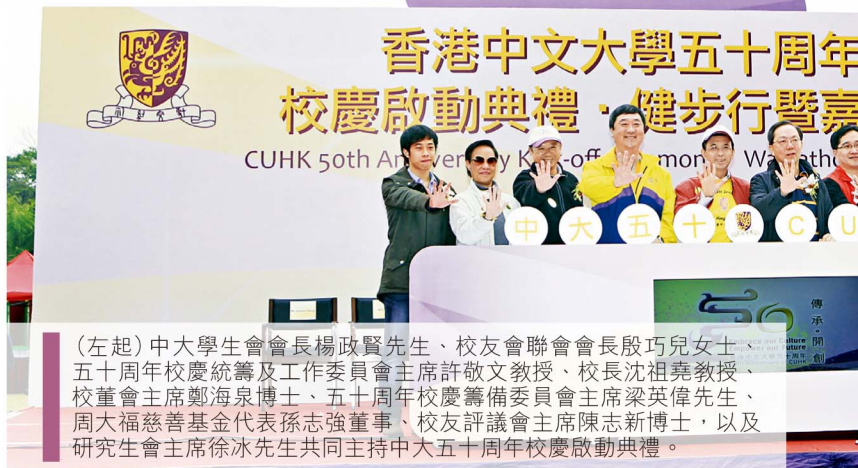 香港中文大學五十周年
校慶啟動典禮・健步行暨嘉
CUHK 50th
中 大 五 十 C U
50
傳承・開創
Embrace our Culture
Empower our Future
（左起）中大學生會會長楊政賢先生、校友會聯會會長殷巧兒女士、
五十周年校慶統籌及工作委員會主席許敬文教授、校長沈祖堯教授、
校董會主席鄭海泉博士、五十周年校慶籌備委員會主席梁英偉先生、
周大福慈善基金代表孫志強董事、校友評議會主席陳志新博士，以及
研究生會主席徐冰先生共同主持中大五十周年校慶啟動典禮。